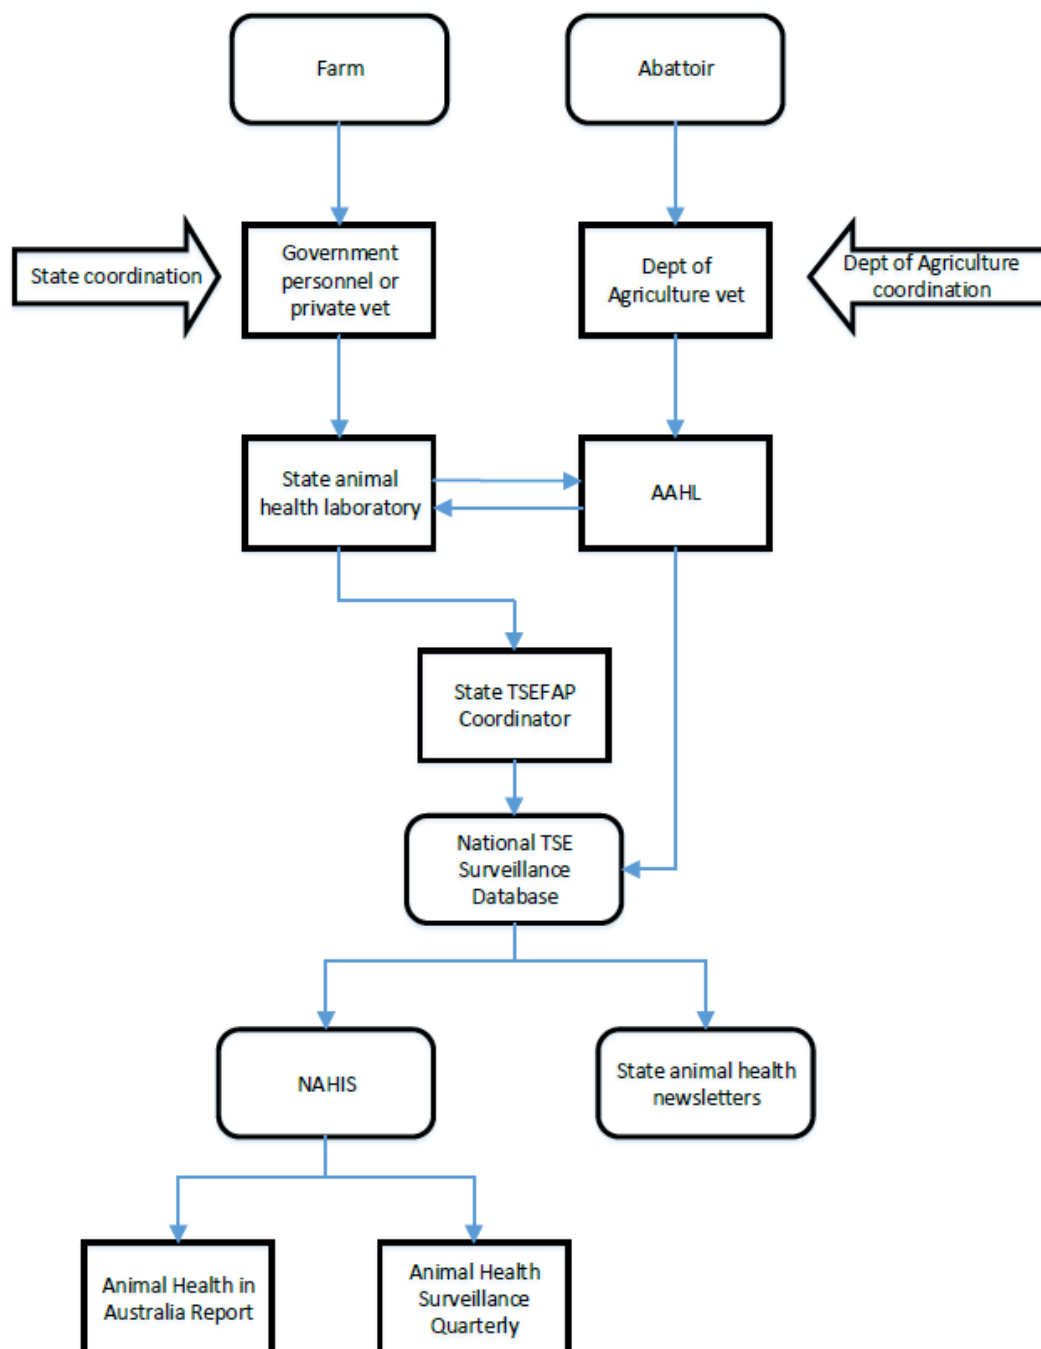 Farm
Abattoir
State coordination
Government
personnel or
private vet
Dept of
Agriculture vet
Dept of Agriculture
coordination
State animal
health laboratory
AAHL
State TSEFAP
Coordinator
National TSE
Surveillance
Database
NAHIS
State animal health
newsletters
Animal Health in
Australia Report
Animal Health
Surveillance
Quarterly